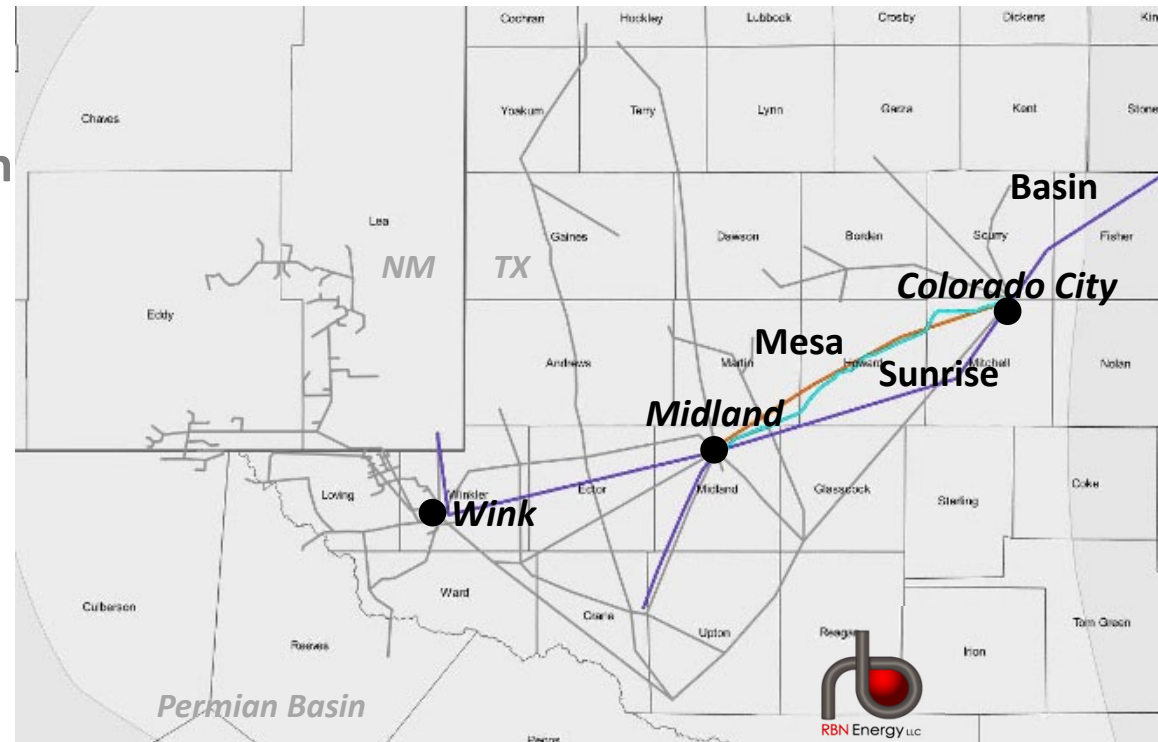 Cochran
Hockley
Lubbock
Crosby
Dickens
Chaves
Yoakum
Terry
Lynn
Garza
Kent
Basin
Lea
NM
TX
Gaines
Dawson
Borden
Scurry
Fisher
Colorado City
Eddy
Andrews
Martin
Mesa
Howard
Mitchell
Nolan
Sunrise
Midland
Loving
Winkler
Ector
Midland
Glasscock
Sterling
Coke
Wink
Culberson
Ward
Crane
Upton
Reagan
Irion
Tom Green
Reeves
Permian Basin
Pecos
RBN Energy LLC